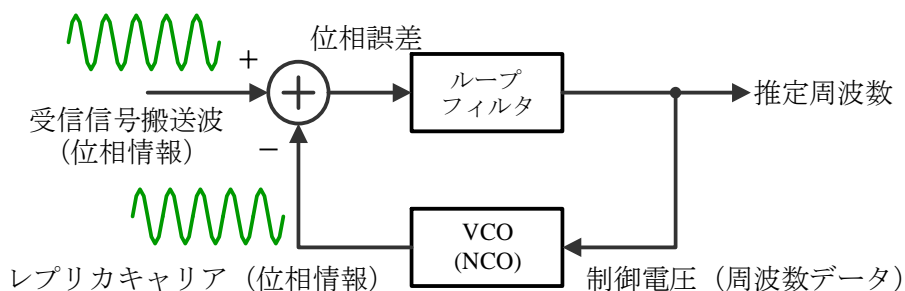 位相誤差
+
受信信号搬送波
（位相情報）
−
ループ
フィルタ
推定周波数
VCO
(NCO)
レプリカキャリア（位相情報）
制御電圧（周波数データ）